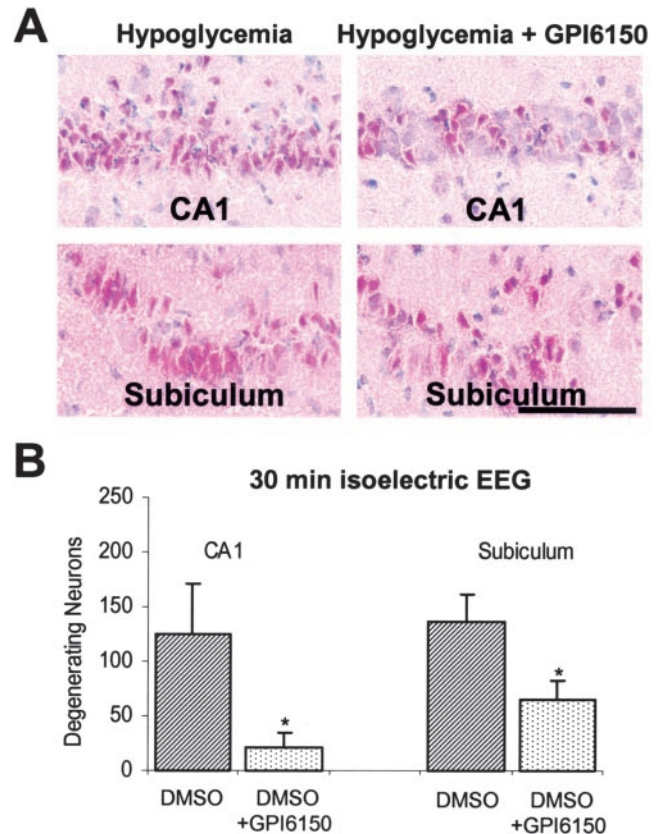 A
Hypoglycemia
Hypoglycemia + GPI6150
CA1
CA1
Subiculum
Subiculum
B
30 min isoelectric EEG
Degenerating Neurons
250
200
150
100
50
0
CA1
Subiculum
*
*
DMSO
DMSO
+GPI6150
DMSO
DMSO
+GPI6150